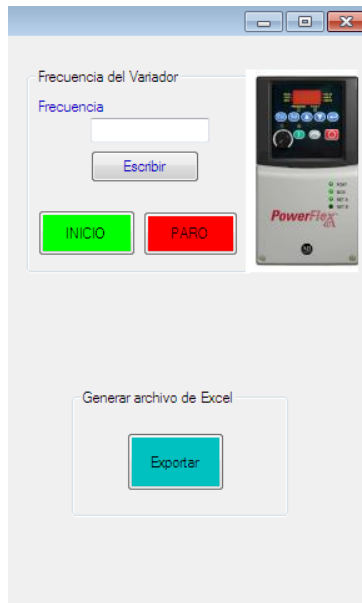 Frecuencia del Variador
Frecuencia
Escribir
INICIO
PARO
PowerFlex
Generar archivo de Excel
Exportar